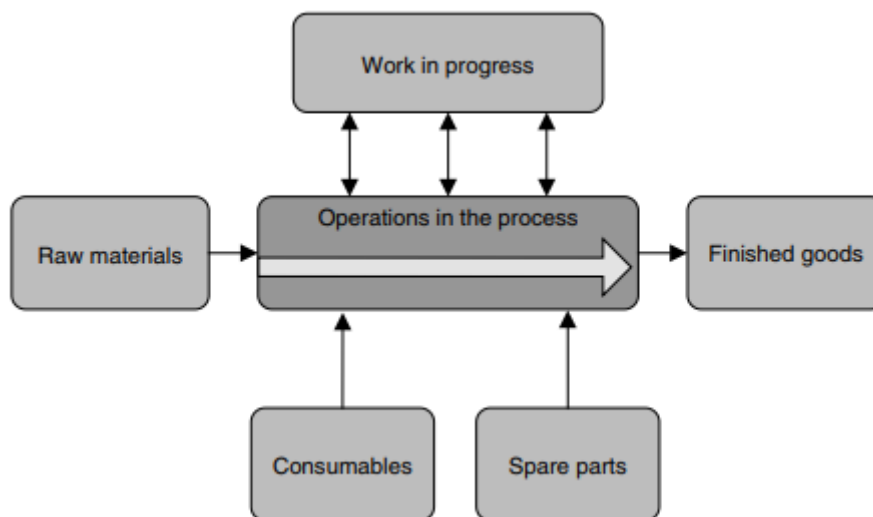 Work in progress
Operations in the process
Raw materials
Finished goods
Consumables
Spare parts